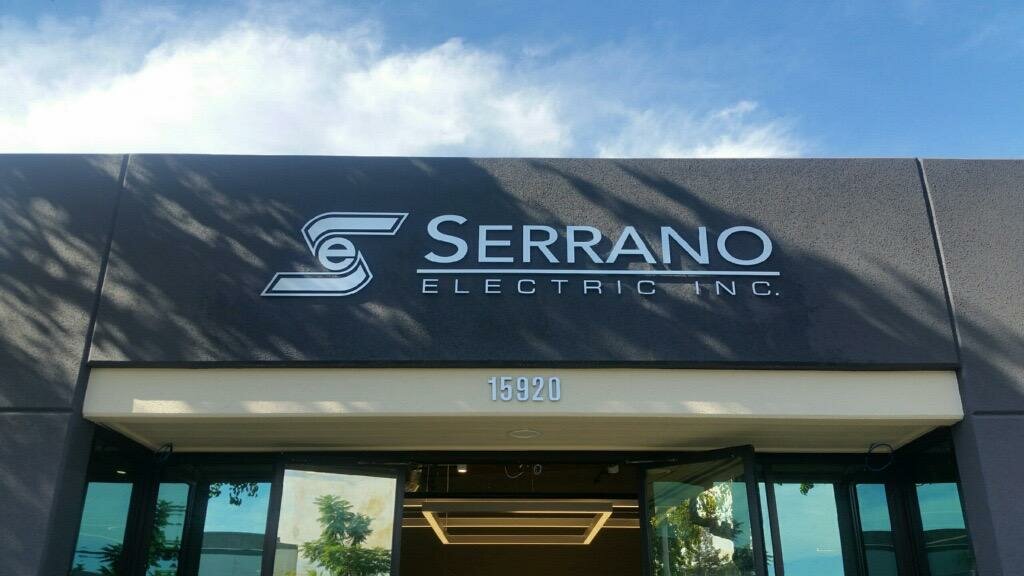 e
SERRANO
ELECTRIC INC.
15920